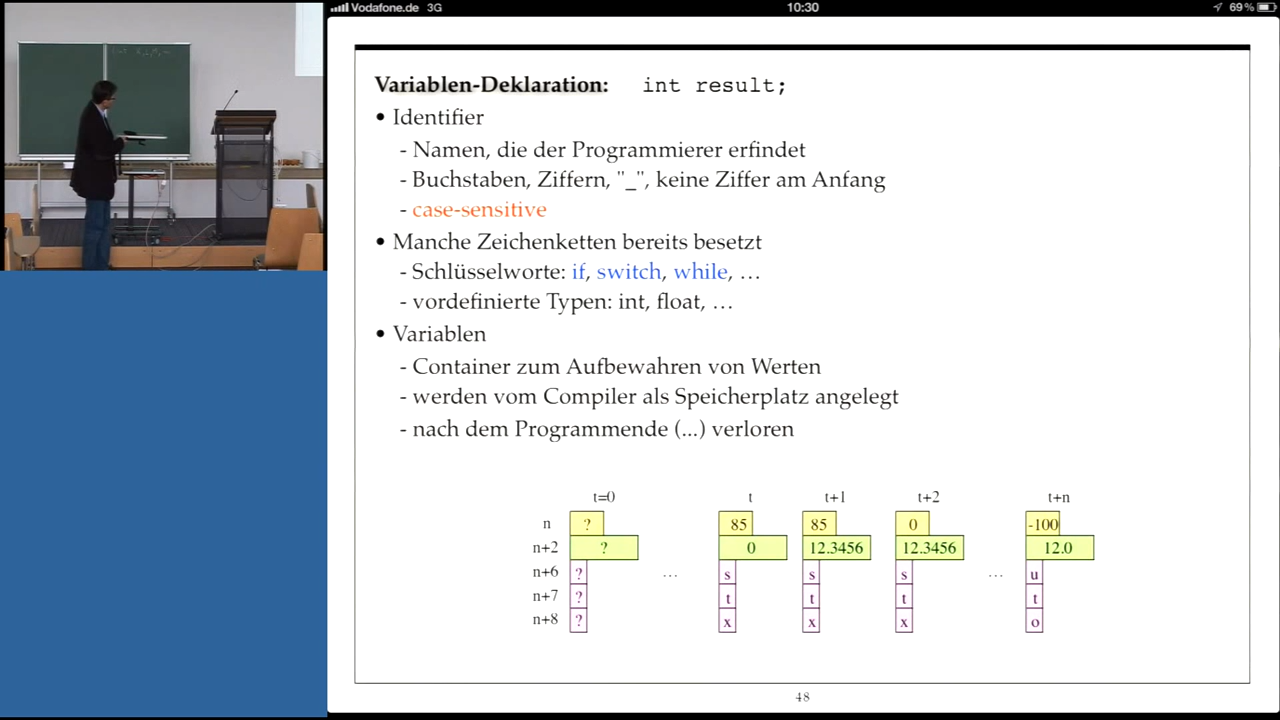 Vodafone.de 3G 10:30 69 %
Variablen-Deklaration: int result;
• Identifier
- Namen, die der Programmierer erfindet
- Buchstaben, Ziffern, "_", keine Ziffer am Anfang
- case-sensitive
• Manche Zeichenketten bereits besetzt
- Schlüsselworte: if, switch, while, …
- vordefinierte Typen: int, float, …
• Variablen
- Container zum Aufbewahren von Werten
- werden vom Compiler als Speicherplatz angelegt
- nach dem Programmende (...) verloren
t=0 t t+1 t+2 t+n
n ? 85 85 0 -100
n+2 ? 0 12.3456 12.3456 12.0
n+6 ? … s s s … u
n+7 ? t t t t
n+8 ? x x x o
48